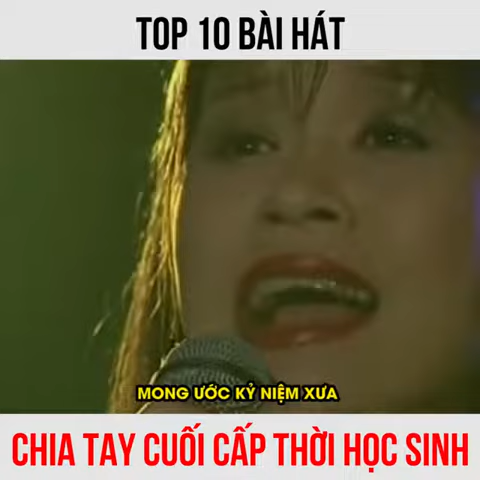 TOP 10 BÀI HÁT
MONG ƯỚC KỶ NIỆM XƯA
CHIA TAY CUỐI CẤP THỜI HỌC SINH